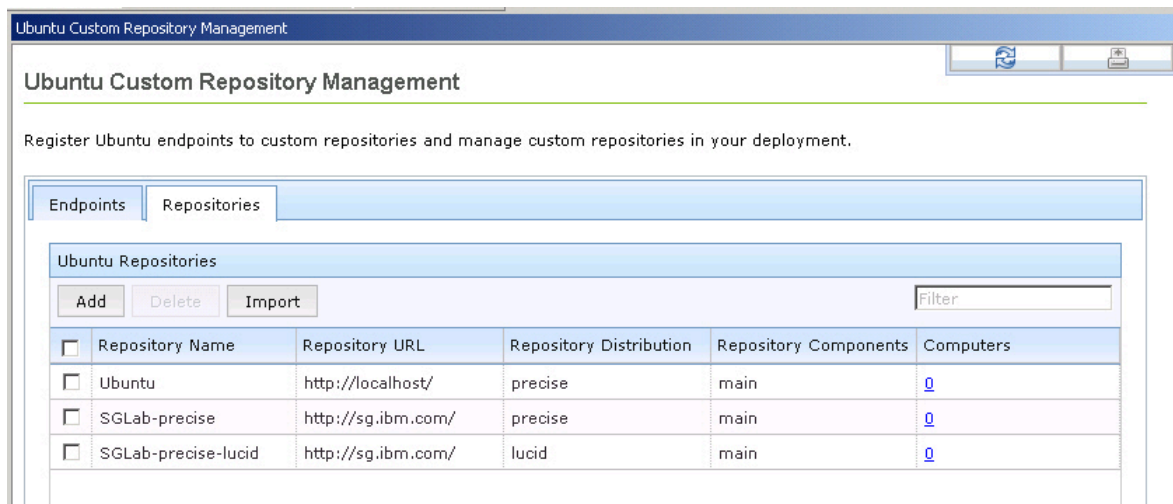 Ubuntu Custom Repository Management
Ubuntu Custom Repository Management
Register Ubuntu endpoints to custom repositories and manage custom repositories in your deployment.
Endpoints Repositories
Ubuntu Repositories
Add Delete Import Filter
Repository Name Repository URL Repository Distribution Repository Components Computers
Ubuntu http://localhost/ precise main 0
SGLab-precise http://sg.ibm.com/ precise main 0
SGLab-precise-lucid http://sg.ibm.com/ lucid main 0